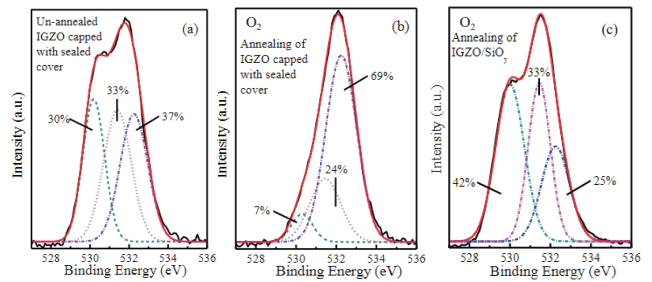 Un-annealed
IGZO capped
with sealed
cover
(a)
30%
33%
37%
Intensity (a.u.)
528 530 532 534 536
Binding Energy (eV)
O2
(b)
Annealing of
IGZO capped
with sealed
cover
69%
24%
7%
Intensity (a.u.)
528 530 532 534 536
Binding Energy (eV)
O2
(c)
Annealing of
IGZO/SiOy
33%
42%
25%
Intensity (a.u.)
528 530 532 534 536
Binding Energy (eV)